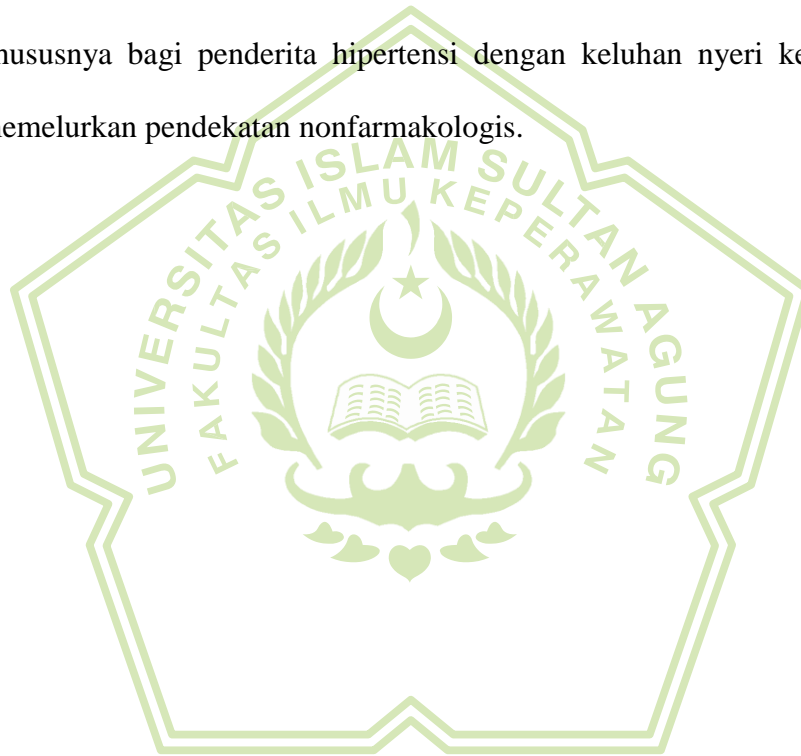 hususnya bagi penderita hipertensi dengan keluhan nyeri ke
emelurkan pendekatan nonfarmakologis.
UNIVERSITAS ISLAM SULTAN AGUNG
FAKULTAS ILMU KEPERAWATAN